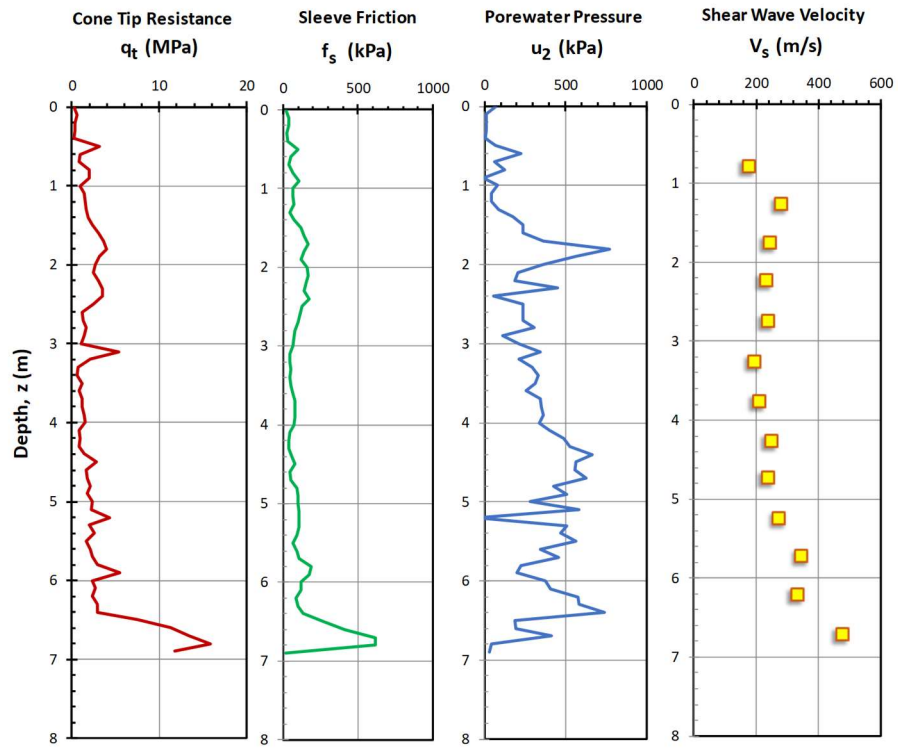 Cone Tip Resistance
qt (MPa)
0 10 20
Sleeve Friction
fs (kPa)
0 500 1000
Porewater Pressure
u2 (kPa)
0 500 1000
Shear Wave Velocity
Vs (m/s)
0 200 400 600
Depth, z (m)
0
1
2
3
4
5
6
7
8
0
1
2
3
4
5
6
7
8
0
1
2
3
4
5
6
7
8
0
1
2
3
4
5
6
7
8